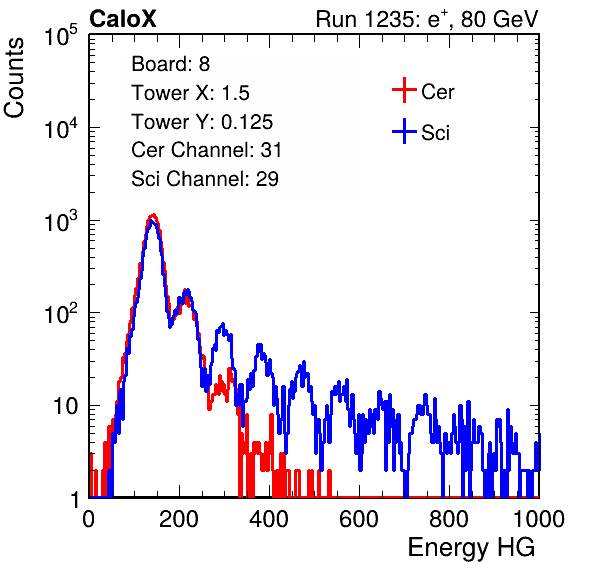 CaloX Run 1235: e⁺, 80 GeV
Counts
Board: 8
Tower X: 1.5
Tower Y: 0.125
Cer Channel: 31
Sci Channel: 29
Cer
Sci
10⁵
10⁴
10³
10²
10
1
0 200 400 600 800 1000
Energy HG